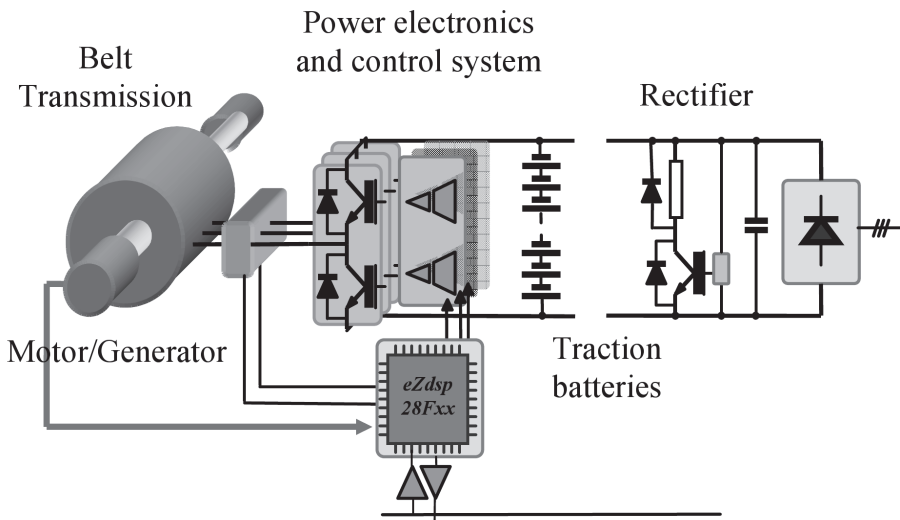 Power electronics
and control system
Belt
Transmission
Rectifier
Motor/Generator
Traction
batteries
eZdsp
28Fxx